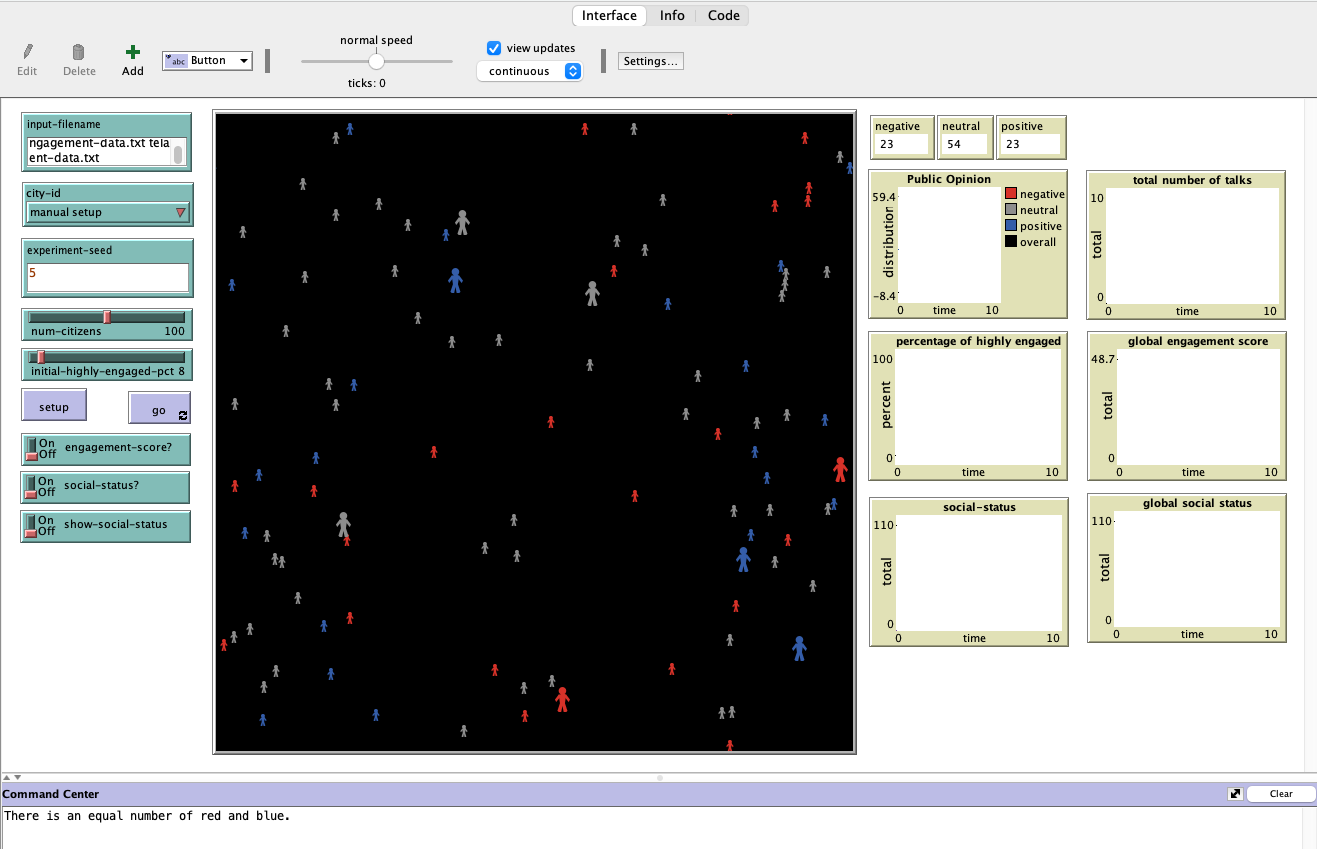 Interface Info Code
Edit Delete Add abc Button normal speed ticks: 0 view updates continuous Settings...
input-filename
ngagement-data.txt tela
ent-data.txt
city-id
manual setup
experiment-seed
5
num-citizens 100
initial-highly-engaged-pct 8
setup go
On
Off engagement-score?
On
Off social-status?
On
Off show-social-status
negative neutral positive
23 54 23
Public Opinion
59.4
distribution
-8.4
0 time 10
negative
neutral
positive
overall
total number of talks
10
total
0
0 time 10
percentage of highly engaged
100
percent
0
0 time 10
global engagement score
48.7
total
0
0 time 10
social-status
110
total
0
0 time 10
global social status
110
total
0
0 time 10
Command Center Clear
There is an equal number of red and blue.